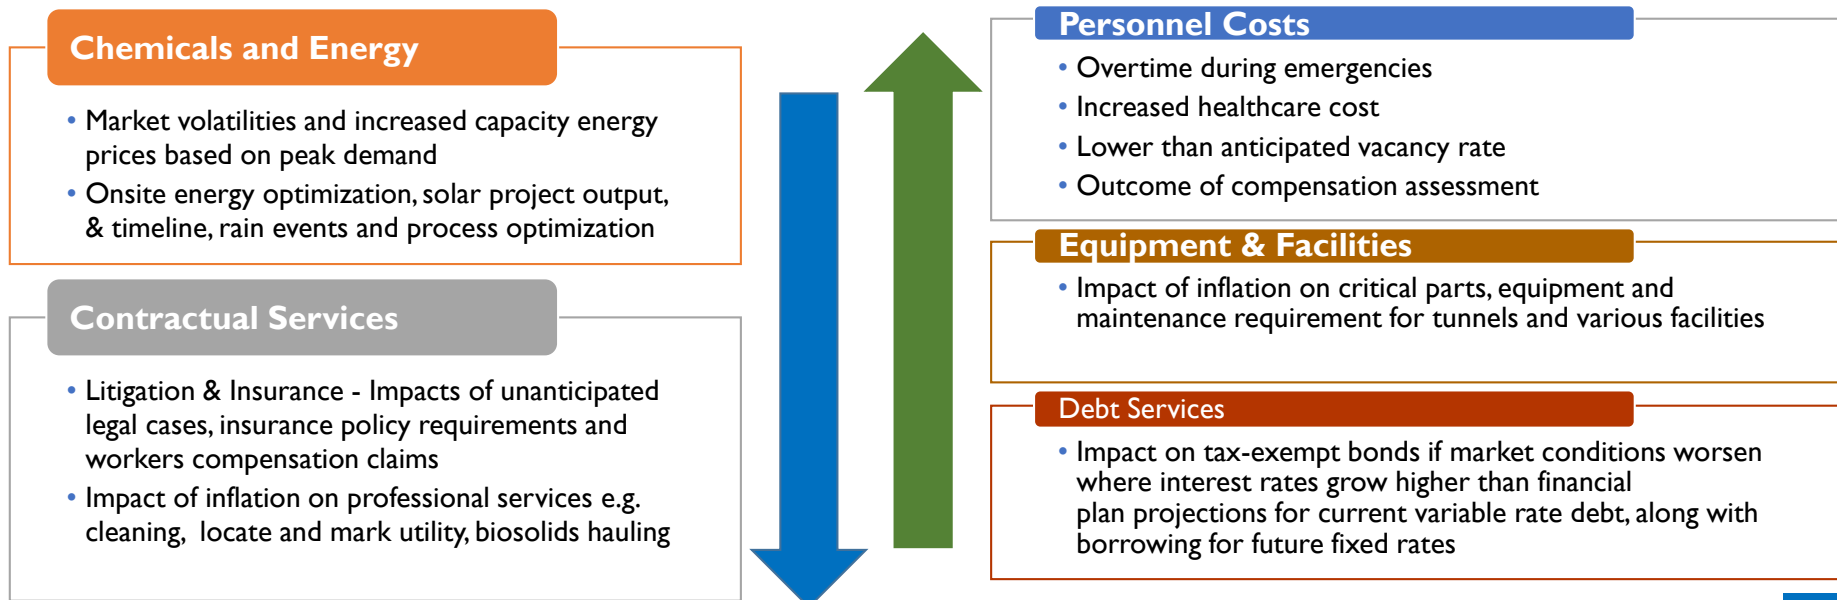 Chemicals and Energy
• Market volatilities and increased capacity energy
prices based on peak demand
• Onsite energy optimization, solar project output,
& timeline, rain events and process optimization
Contractual Services
• Litigation & Insurance - Impacts of unanticipated
legal cases, insurance policy requirements and
workers compensation claims
• Impact of inflation on professional services e.g.
cleaning, locate and mark utility, biosolids hauling
Personnel Costs
• Overtime during emergencies
• Increased healthcare cost
• Lower than anticipated vacancy rate
• Outcome of compensation assessment
Equipment & Facilities
• Impact of inflation on critical parts, equipment and
maintenance requirement for tunnels and various facilities
Debt Services
• Impact on tax-exempt bonds if market conditions worsen
where interest rates grow higher than financial
plan projections for current variable rate debt, along with
borrowing for future fixed rates